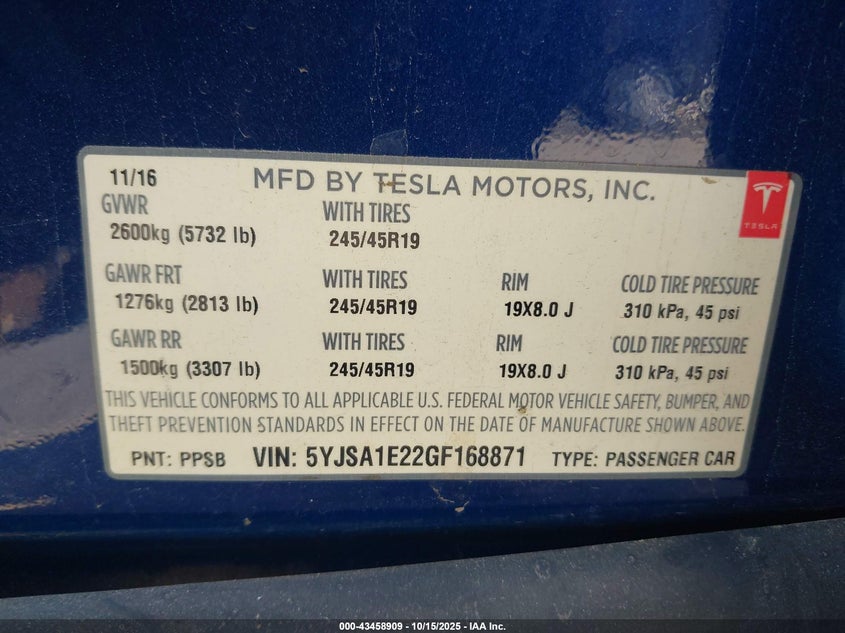 11/16 MFD BY TESLA MOTORS, INC.
GVWR WITH TIRES
2600kg (5732 lb) 245/45R19
TESLA
GAWR FRT WITH TIRES RIM COLD TIRE PRESSURE
1276kg (2813 lb) 245/45R19 19X8.0 J 310 kPa, 45 psi
GAWR RR WITH TIRES RIM COLD TIRE PRESSURE
1500kg (3307 lb) 245/45R19 19X8.0 J 310 kPa, 45 psi
THIS VEHICLE CONFORMS TO ALL APPLICABLE U.S. FEDERAL MOTOR VEHICLE SAFETY, BUMPER, AND
THEFT PREVENTION STANDARDS IN EFFECT ON THE DATE OF MANUFACTURE SHOWN ABOVE.
PNT: PPSB VIN: 5YJSA1E22GF168871 TYPE: PASSENGER CAR
000-43458909 - 10/15/2025 - IAA Inc.